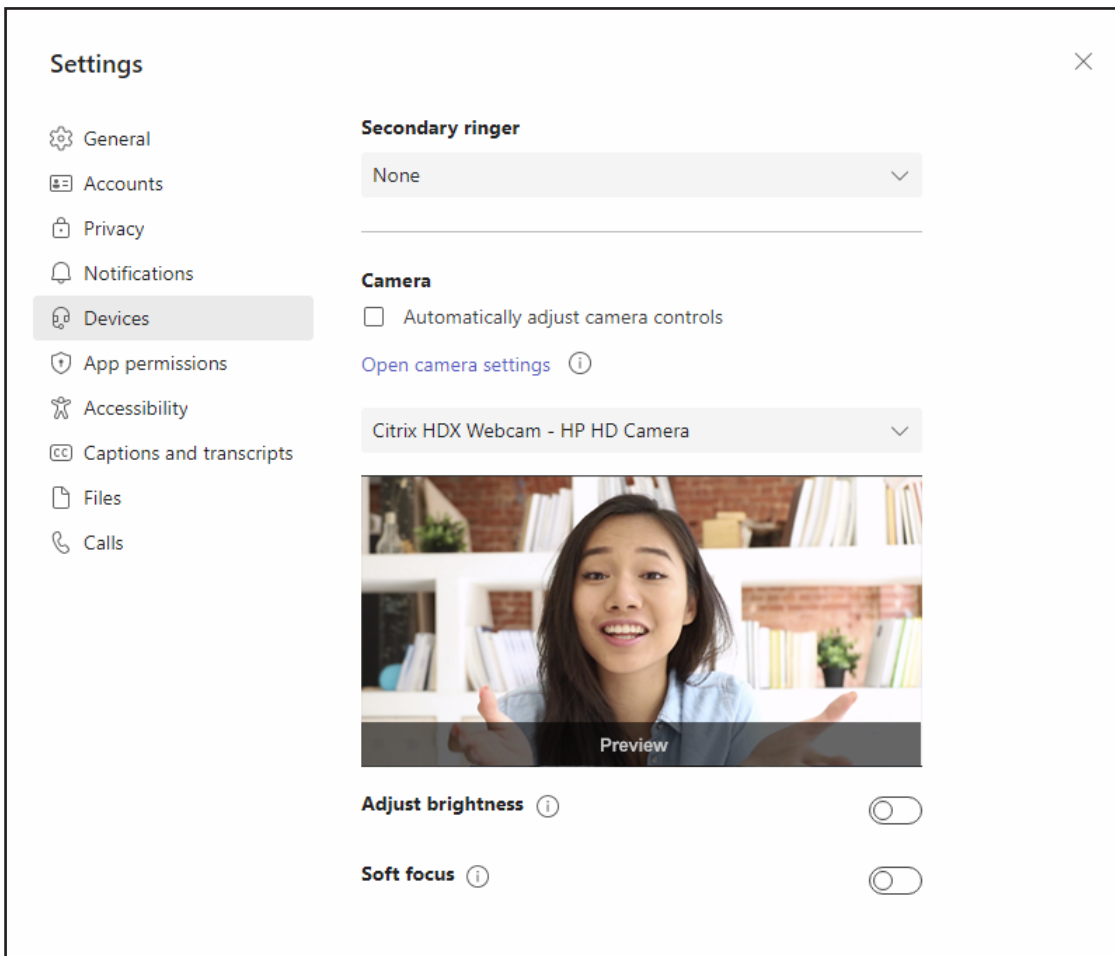 Settings
General
Accounts
Privacy
Notifications
Devices
App permissions
Accessibility
CC Captions and transcripts
Files
Calls
Secondary ringer
None
Camera
Automatically adjust camera controls
Open camera settings
Citrix HDX Webcam - HP HD Camera
Preview
Adjust brightness
Soft focus